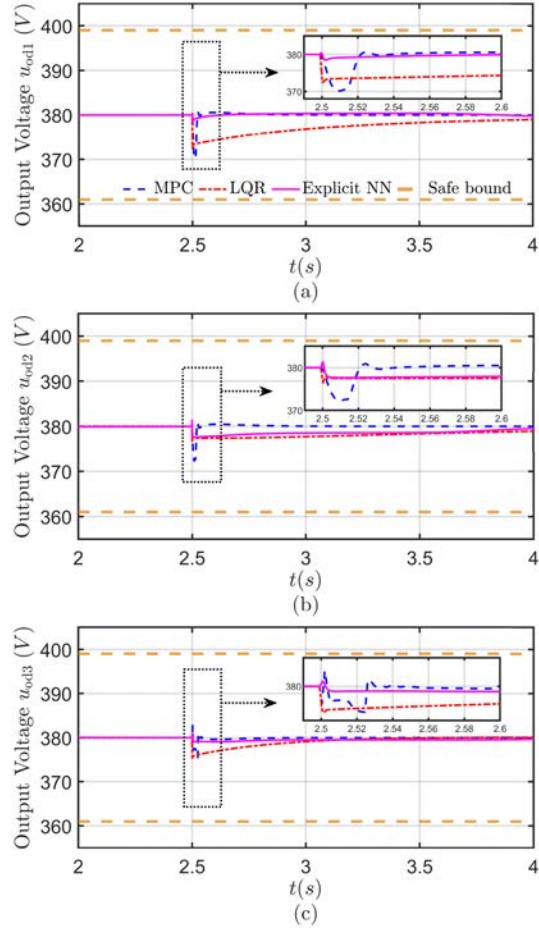 400
390
380
370
360
Output Voltage u_od1 (V)
380
370
2.5 2.52 2.54 2.56 2.58 2.6
MPC LQR Explicit NN Safe bound
2 2.5 3 3.5 4
t(s)
(a)
400
390
380
370
360
Output Voltage u_od2 (V)
380
370
2.5 2.52 2.54 2.56 2.58 2.6
2 2.5 3 3.5 4
t(s)
(b)
400
390
380
370
360
Output Voltage u_od3 (V)
380
2.5 2.52 2.54 2.56 2.58 2.6
2 2.5 3 3.5 4
t(s)
(c)